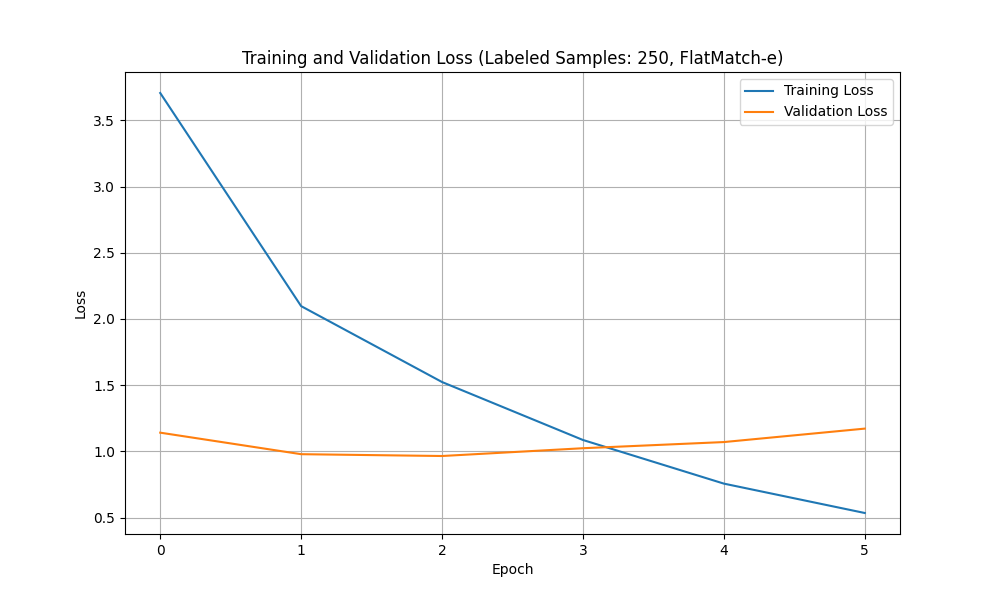 Training and Validation Loss (Labeled Samples: 250, FlatMatch-e)
Training Loss
Validation Loss
3.5
3.0
2.5
2.0
1.5
1.0
0.5
Loss
0 1 2 3 4 5
Epoch